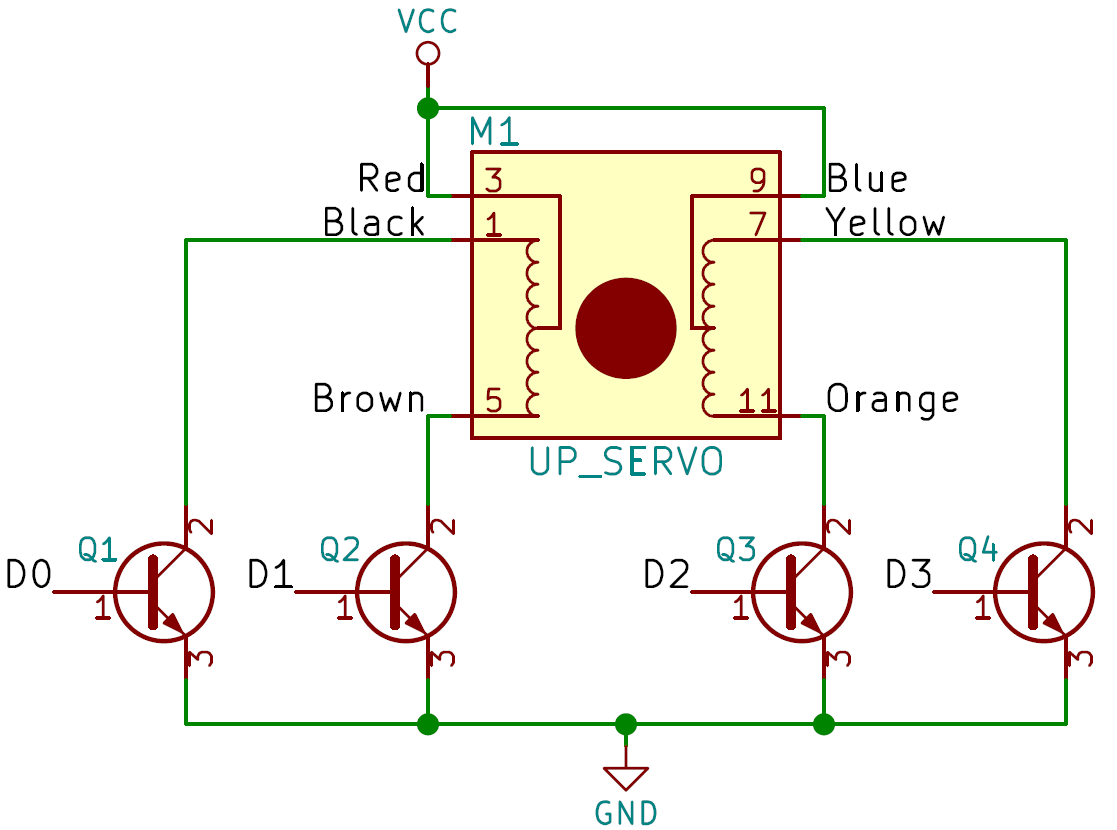 VCC
M1
Red 3 9 Blue
Black 1 7 Yellow
Brown 5 11 Orange
UP_SERVO
2 2 2 2
Q1 Q2 Q3 Q4
D0 D1 D2 D3
1 1 1 1
3 3 3 3
GND